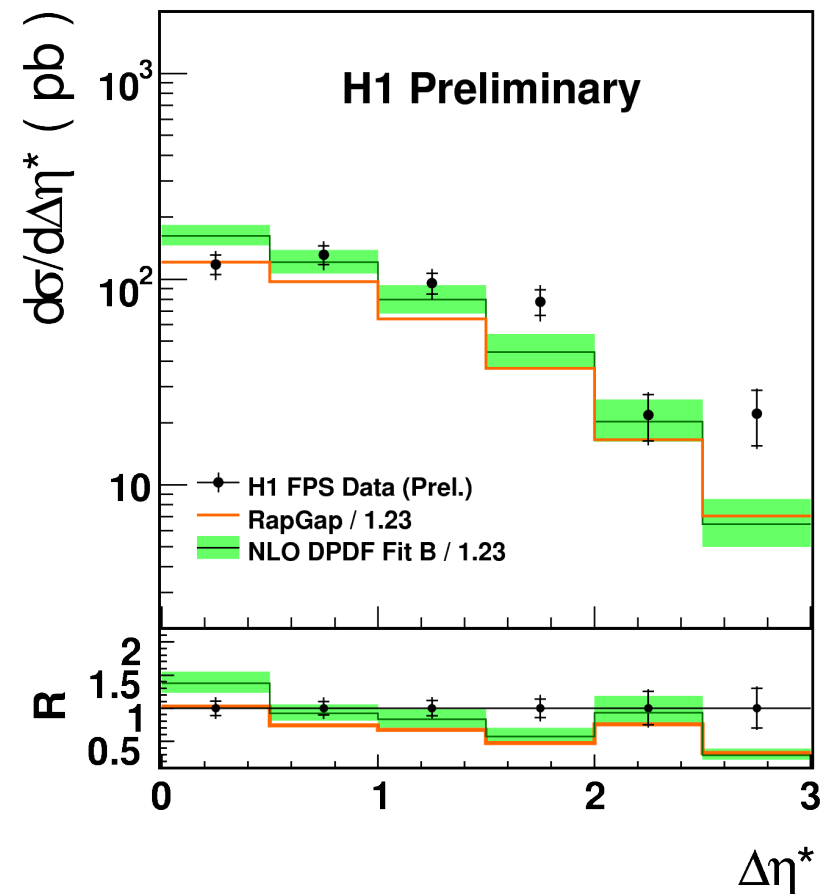 dσ/dΔη* ( pb )
H1 Preliminary
10³
10²
10
H1 FPS Data (Prel.)
RapGap / 1.23
NLO DPDF Fit B / 1.23
R
2
1.5
1
0.5
0 1 2 3
Δη*